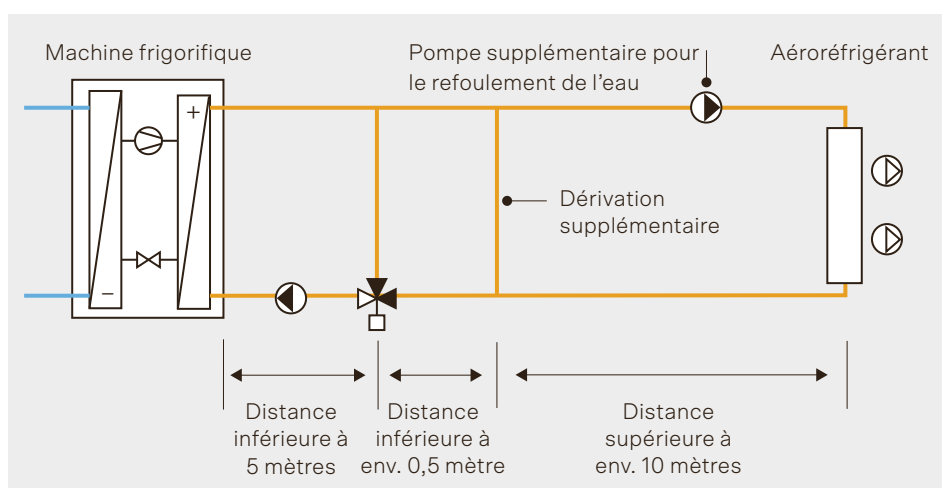 Machine frigorifique
Pompe supplémentaire pour
le refoulement de l'eau
Aéroréfrigérant
+
Dérivation
supplémentaire
−
Distance
inférieure à
5 mètres
Distance
inférieure à
env. 0,5 mètre
Distance
supérieure à
env. 10 mètres